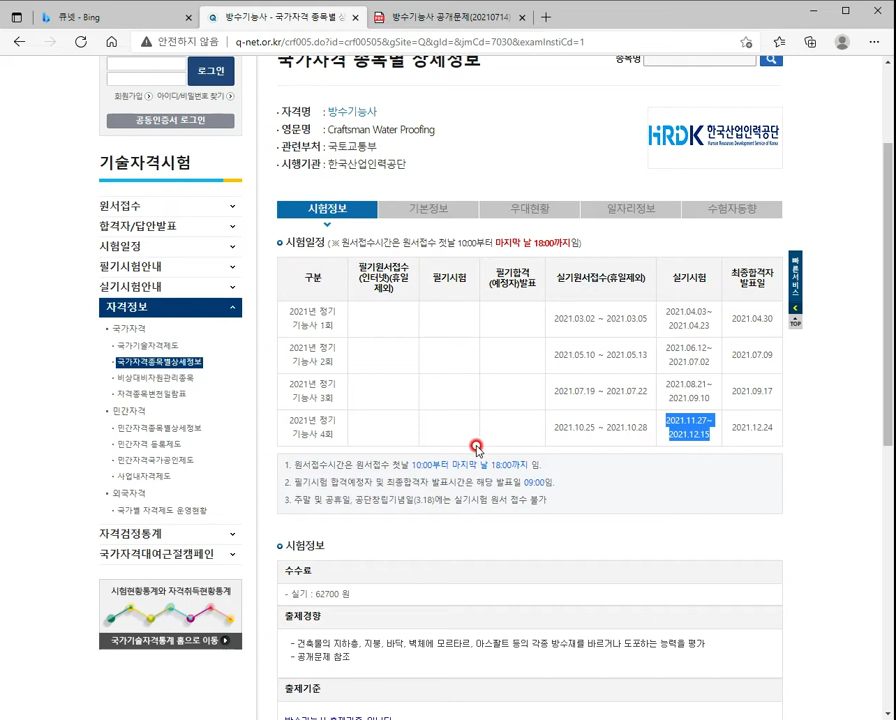 큐넷 - Bing
방수기능사 - 국가자격 종목별 상
방수기능사 공개문제(20210714)
안전하지 않음
q-net.or.kr/crf005.do?id=crf00505&gSite=Q&gId=&jmCd=7030&examInstiCd=1
로그인
회원가입
아이디/비밀번호 찾기
공동인증서 로그인
기술자격시험
원서접수
합격자/답안발표
시험일정
필기시험안내
실기시험안내
자격정보
국가자격
국가기술자격제도
국가자격종목별상세정보
비상대비자원관리종목
자격종목변천일람표
민간자격
민간자격종목별상세정보
민간자격 등록제도
민간자격국가공인제도
사업내자격제도
외국자격
국가별 자격제도 운영현황
자격검정통계
국가자격대여근절캠페인
시험현황통계와 자격취득현황통계
국가기술자격통계 홈으로 이동
국가자격 종목별 상세정보
종목명
· 자격명 : 방수기능사
· 영문명 : Craftsman Water Proofing
· 관련부처 : 국토교통부
· 시행기관 : 한국산업인력공단
HRDK 한국산업인력공단
Human Resources Development Service of Korea
시험정보 기본정보 우대현황 일자리정보 수험자동향
시험일정 ( ※ 원서접수시간은 원서접수 첫날 10:00부터 마지막 날 18:00까지임)
구분 필기원서접수 (인터넷)(휴일 제외) 필기시험 필기합격 (예정자)발표 실기원서접수(휴일제외) 실기시험 최종합격자 발표일
2021년 정기 기능사 1회 2021.03.02 ~ 2021.03.05 2021.04.03~ 2021.04.23 2021.04.30
2021년 정기 기능사 2회 2021.05.10 ~ 2021.05.13 2021.06.12~ 2021.07.02 2021.07.09
2021년 정기 기능사 3회 2021.07.19 ~ 2021.07.22 2021.08.21~ 2021.09.10 2021.09.17
2021년 정기 기능사 4회 2021.10.25 ~ 2021.10.28 2021.11.27~ 2021.12.15 2021.12.24
1. 원서접수시간은 원서접수 첫날 10:00부터 마지막 날 18:00까지 임.
2. 필기시험 합격예정자 및 최종합격자 발표시간은 해당 발표일 09:00임.
3. 주말 및 공휴일, 공단창립기념일(3.18)에는 실기시험 원서 접수 불가
시험정보
수수료
- 실기 : 62700 원
출제경향
- 건축물의 지하층, 지붕, 바닥, 벽체에 모르타르, 아스팔트 등의 각종 방수재를 바르거나 도포하는 능력을 평가
- 공개문제 참조
출제기준
빠른서비스
TOP